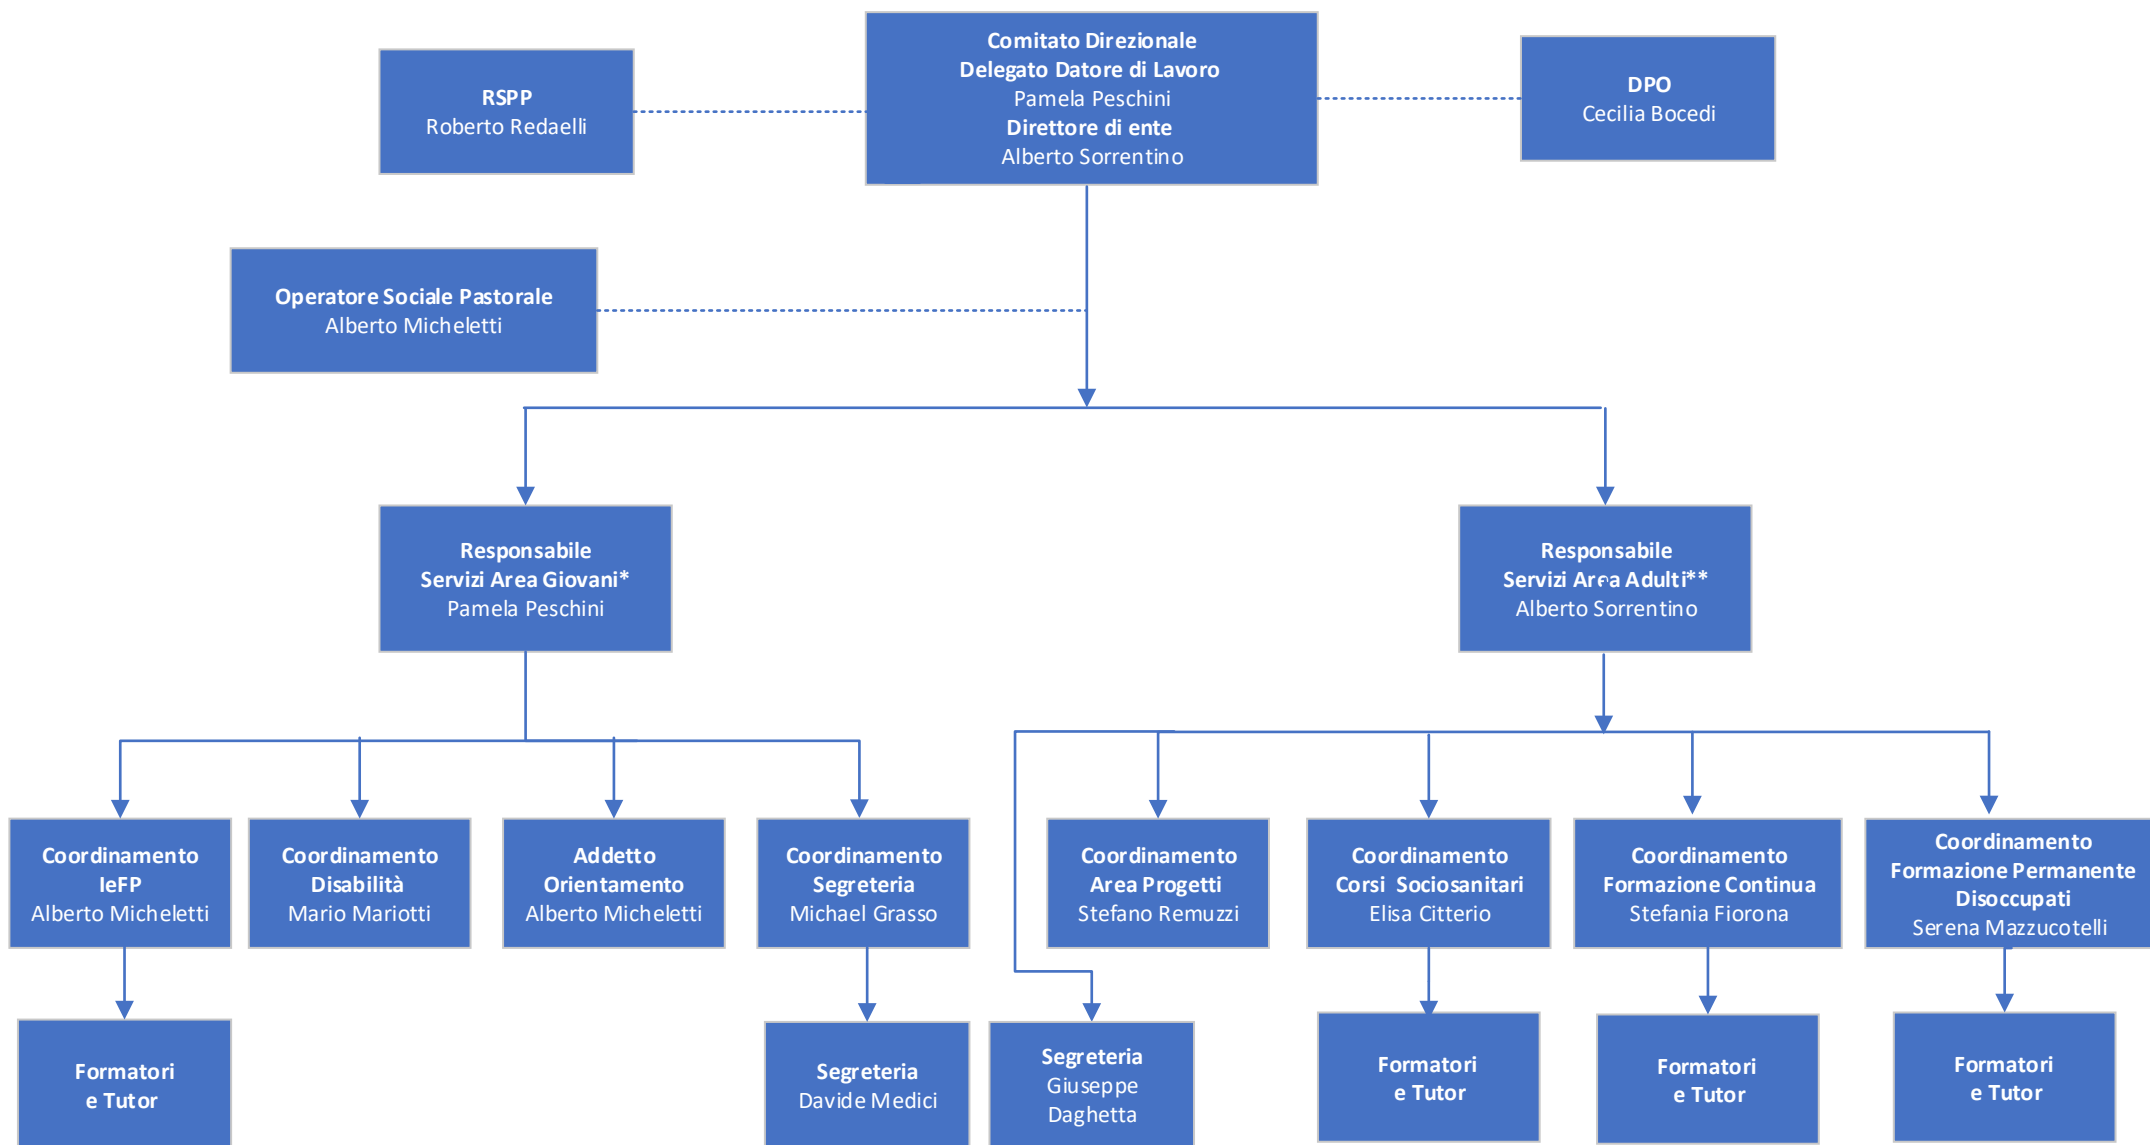 Comitato Direzionale
Delegato Datore di Lavoro
Pamela Peschini
Direttore di ente
Alberto Sorrentino
RSPP
Roberto Redaelli
DPO
Cecilia Bocedi
Operatore Sociale Pastorale
Alberto Micheletti
Responsabile
Servizi Area Giovani*
Pamela Peschini
Responsabile
Servizi Area Adulti**
Alberto Sorrentino
Coordinamento
IeFP
Alberto Micheletti
Coordinamento
Disabilità
Mario Mariotti
Addetto
Orientamento
Alberto Micheletti
Coordinamento
Segreteria
Michael Grasso
Coordinamento
Area Progetti
Stefano Remuzzi
Coordinamento
Corsi Sociosanitari
Elisa Citterio
Coordinamento
Formazione Continua
Stefania Fiorona
Coordinamento
Formazione Permanente
Disoccupati
Serena Mazzucotelli
Formatori
e Tutor
Segreteria
Davide Medici
Segreteria
Giuseppe
Daghetta
Formatori
e Tutor
Formatori
e Tutor
Formatori
e Tutor